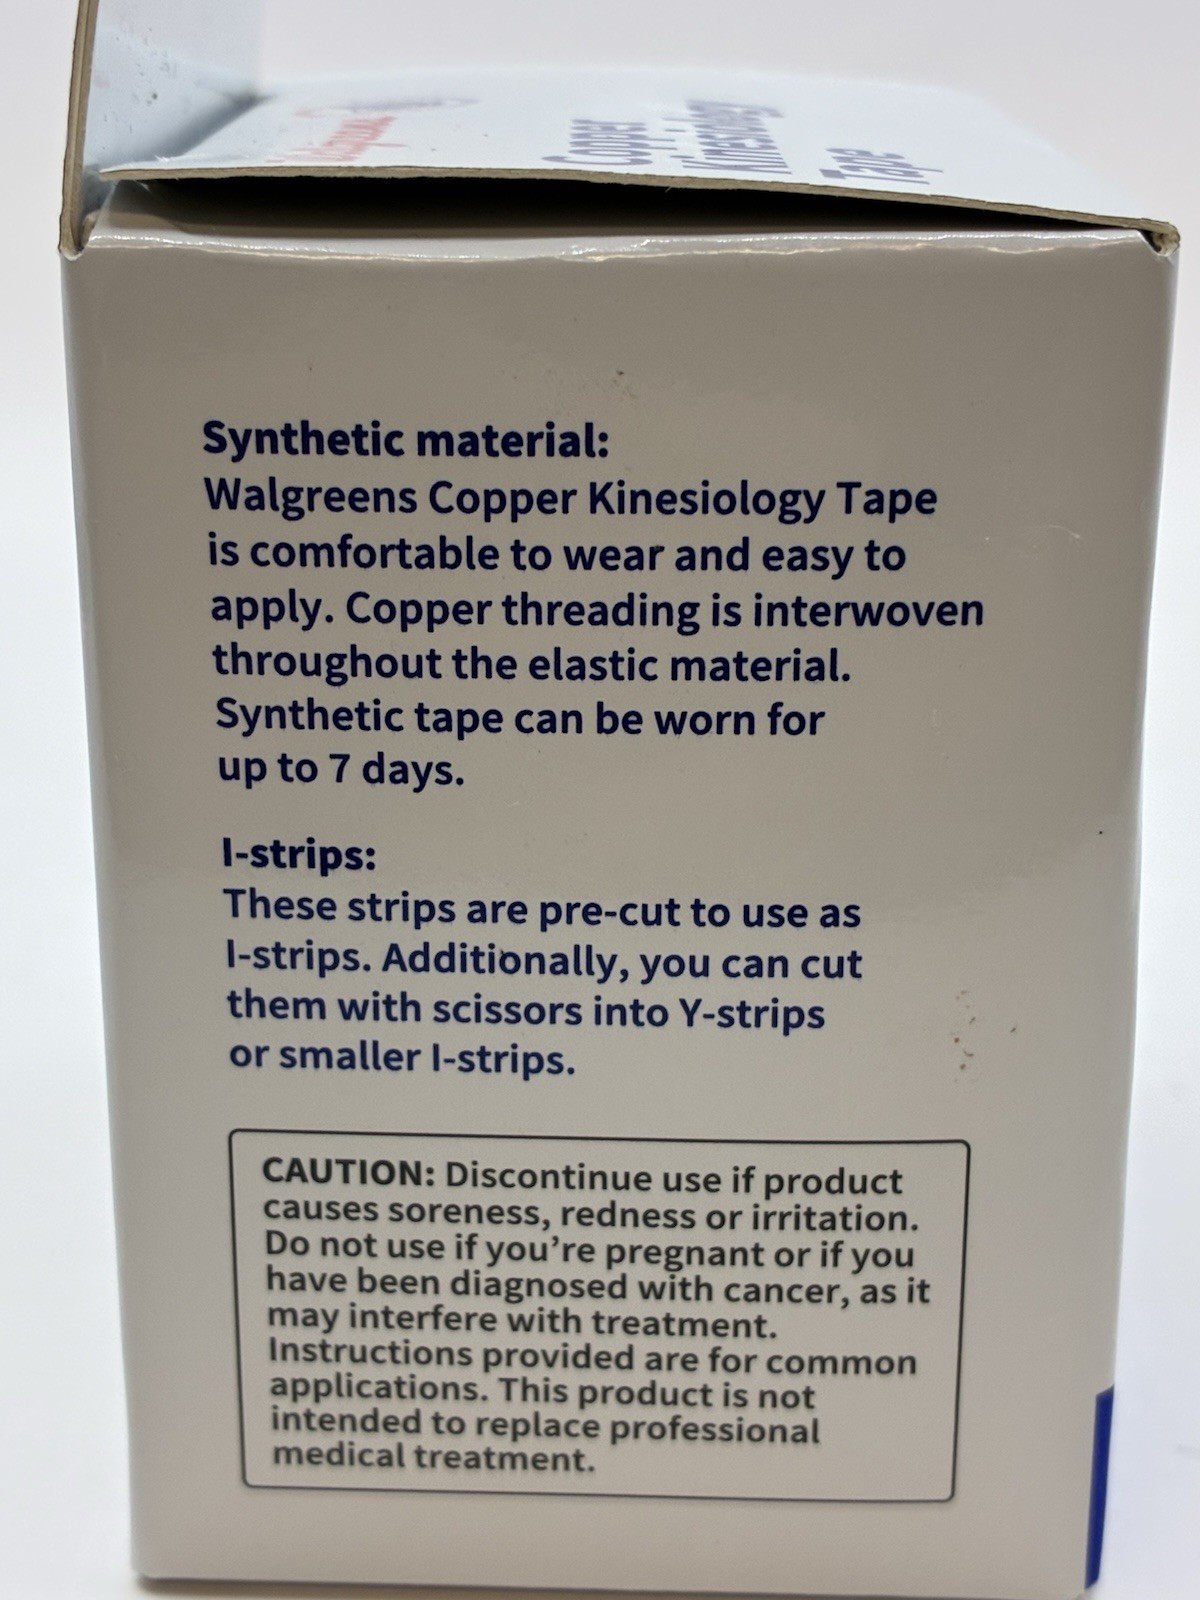 Walgreens
Copper
Kinesiology
Tape
Synthetic material:
Walgreens Copper Kinesiology Tape
is comfortable to wear and easy to
apply. Copper threading is interwoven
throughout the elastic material.
Synthetic tape can be worn for
up to 7 days.
I-strips:
These strips are pre-cut to use as
I-strips. Additionally, you can cut
them with scissors into Y-strips
or smaller I-strips.
CAUTION: Discontinue use if product
causes soreness, redness or irritation.
Do not use if you're pregnant or if you
have been diagnosed with cancer, as it
may interfere with treatment.
Instructions provided are for common
applications. This product is not
intended to replace professional
medical treatment.